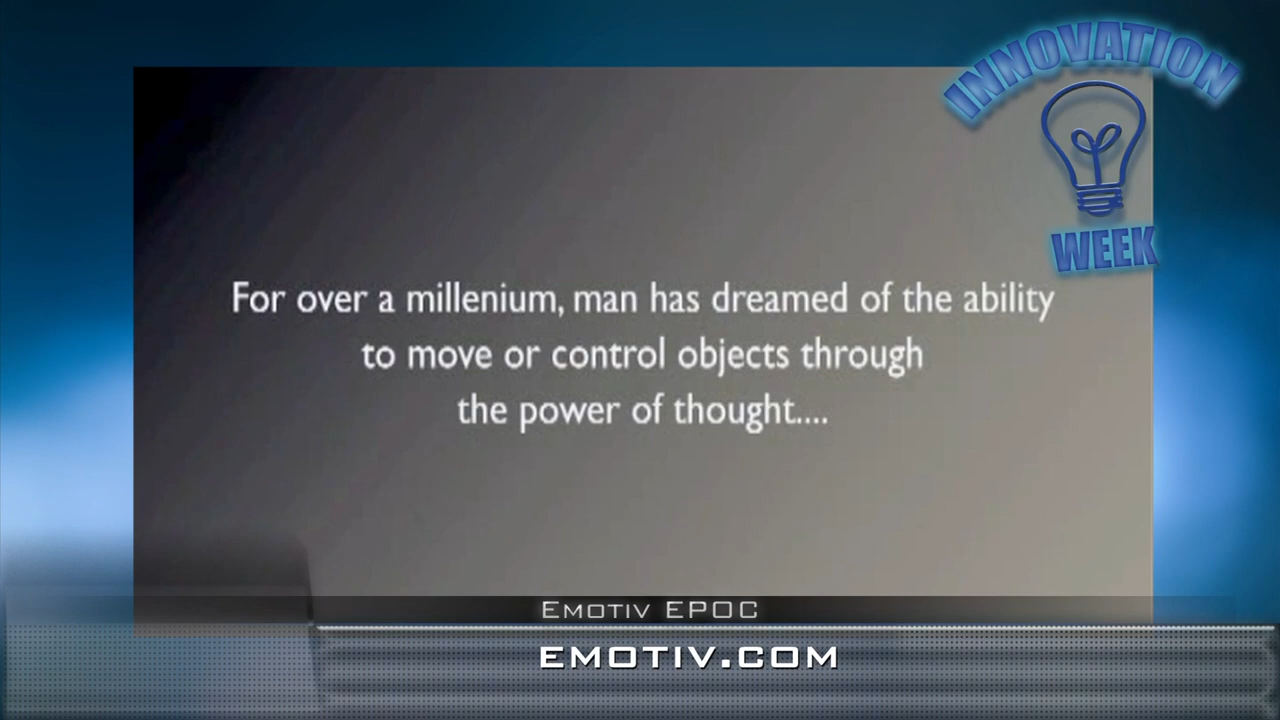 INNOVATION
WEEK
For over a millenium, man has dreamed of the ability
to move or control objects through
the power of thought....
Emotiv EPOC
EMOTIV.COM